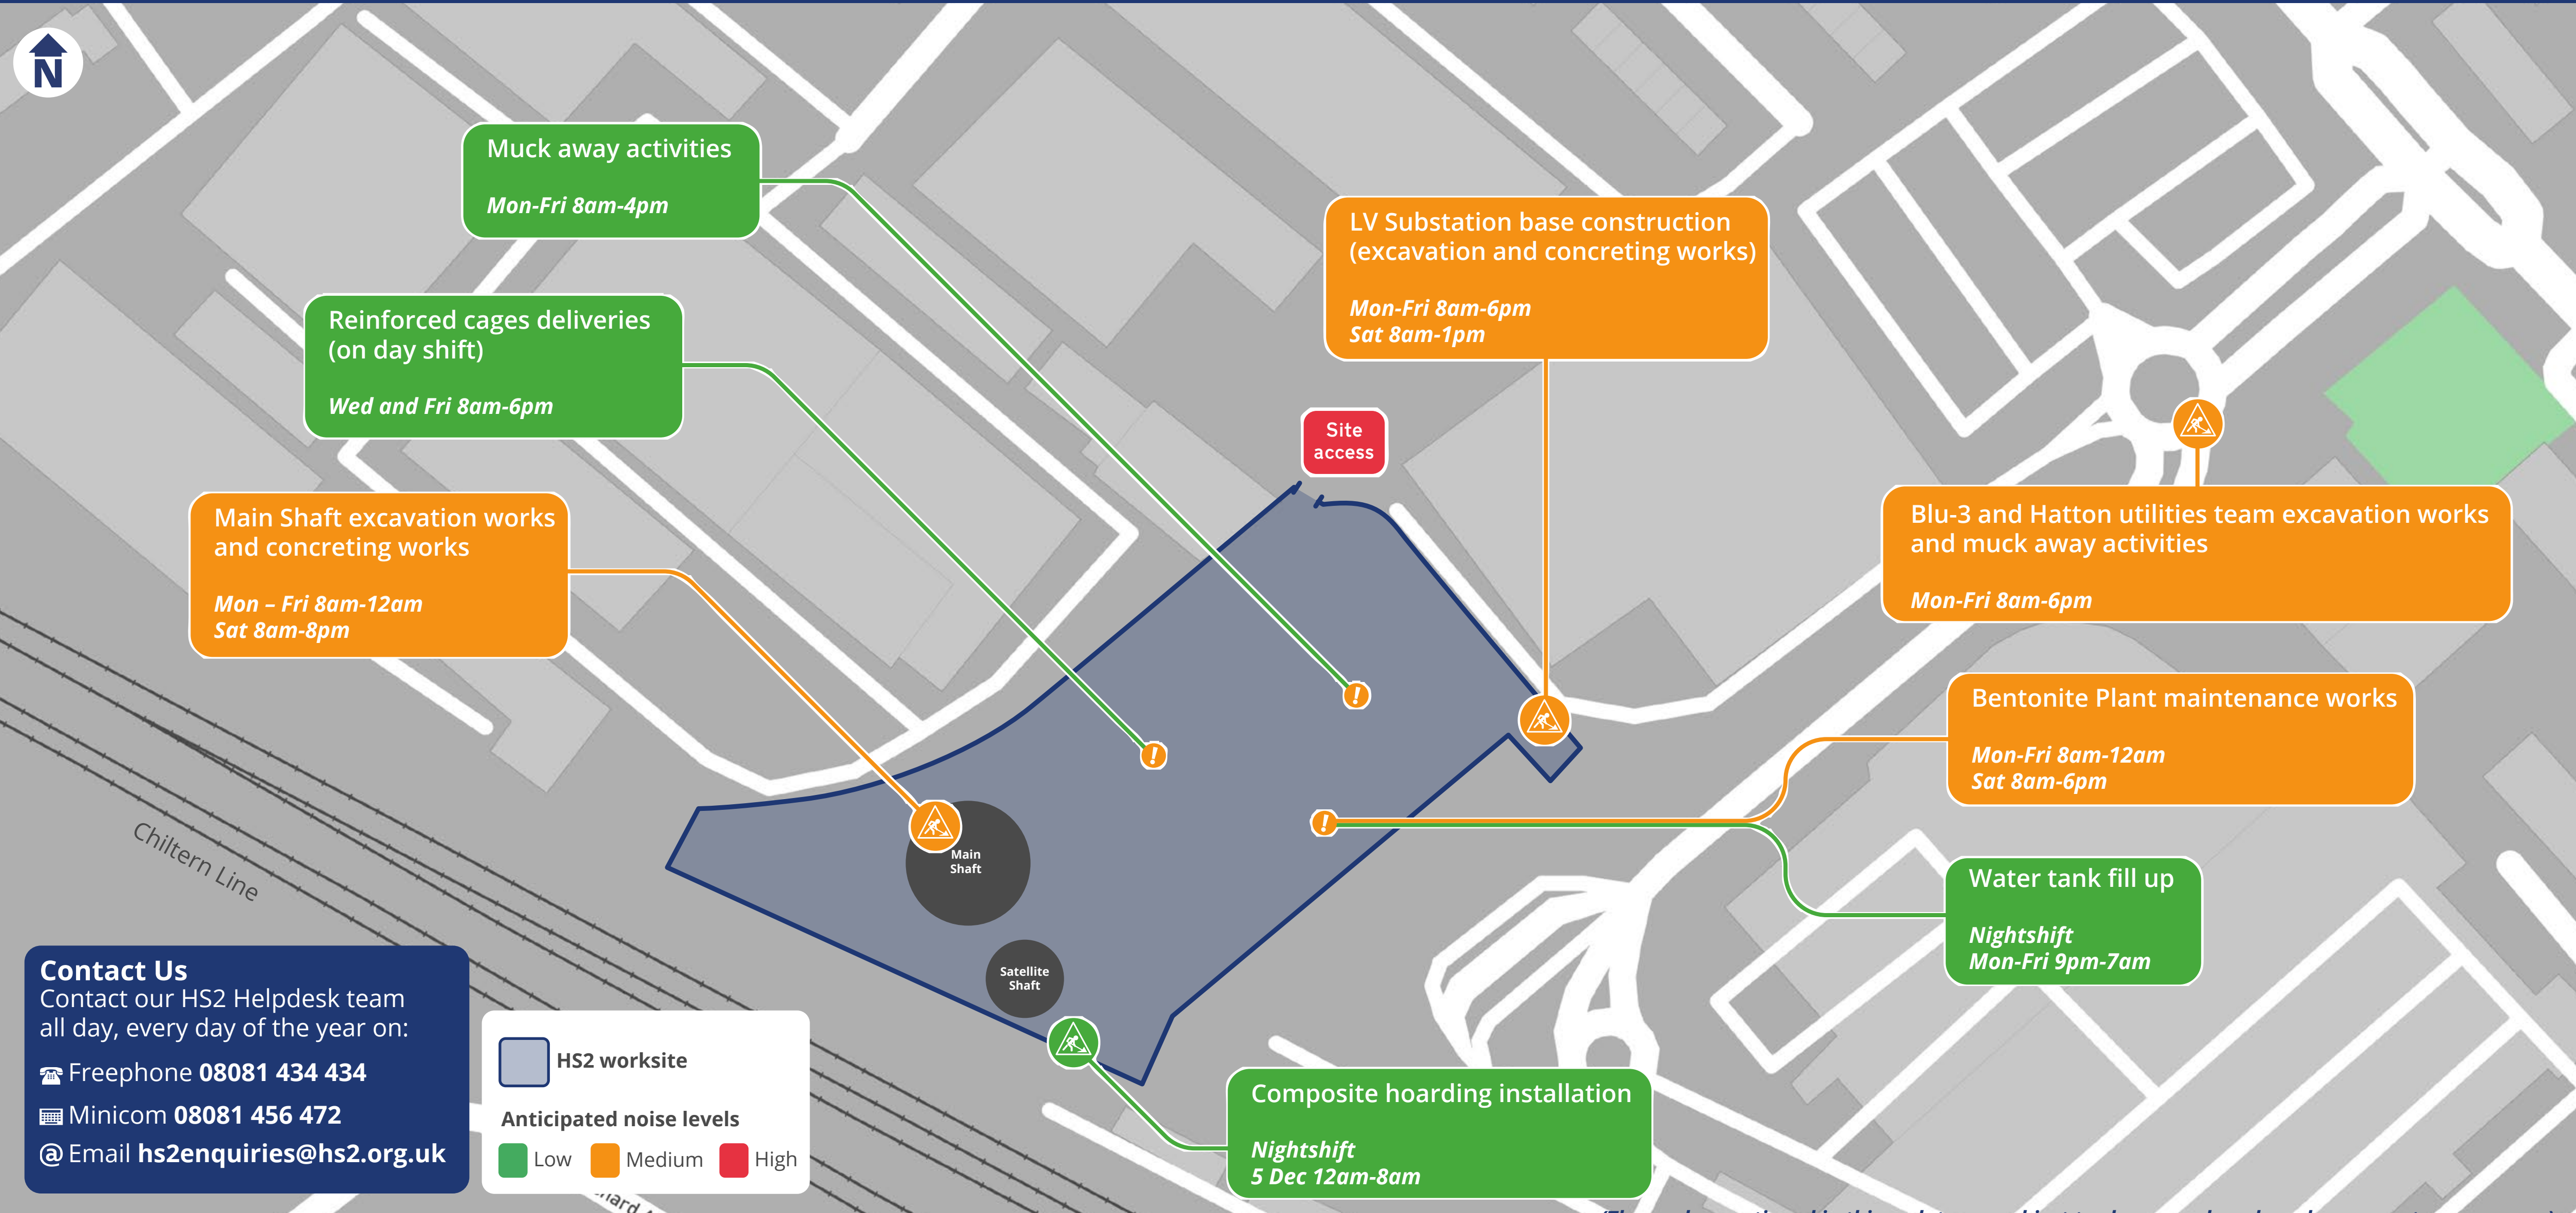 N
Muck away activities
Mon-Fri 8am-4pm
Reinforced cages deliveries
(on day shift)
Wed and Fri 8am-6pm
Main Shaft excavation works
and concreting works
Mon – Fri 8am-12am
Sat 8am-8pm
LV Substation base construction
(excavation and concreting works)
Mon-Fri 8am-6pm
Sat 8am-1pm
Site
access
Blu-3 and Hatton utilities team excavation works
and muck away activities
Mon-Fri 8am-6pm
Bentonite Plant maintenance works
Mon-Fri 8am-12am
Sat 8am-6pm
Water tank fill up
Nightshift
Mon-Fri 9pm-7am
Composite hoarding installation
Nightshift
5 Dec 12am-8am
!
!
!
Main
Shaft
Satellite
Shaft
Chiltern Line
Contact Us
Contact our HS2 Helpdesk team
all day, every day of the year on:
Freephone 08081 434 434
Minicom 08081 456 472
@ Email hs2enquiries@hs2.org.uk
HS2 worksite
Anticipated noise levels
Low
Medium
High